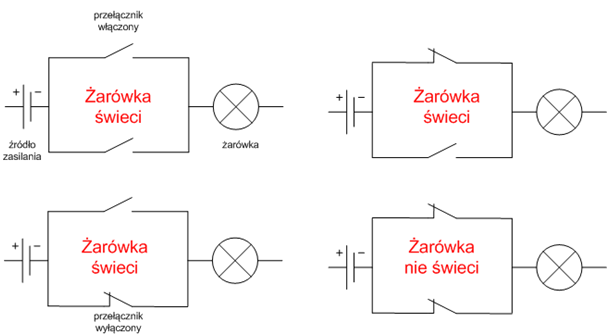 przełącznik
włączony
+ −
Żarówka
świeci
źródło
zasilania
żarówka
+ −
Żarówka
świeci
+ −
Żarówka
świeci
przełącznik
wyłączony
+ −
Żarówka
nie świeci